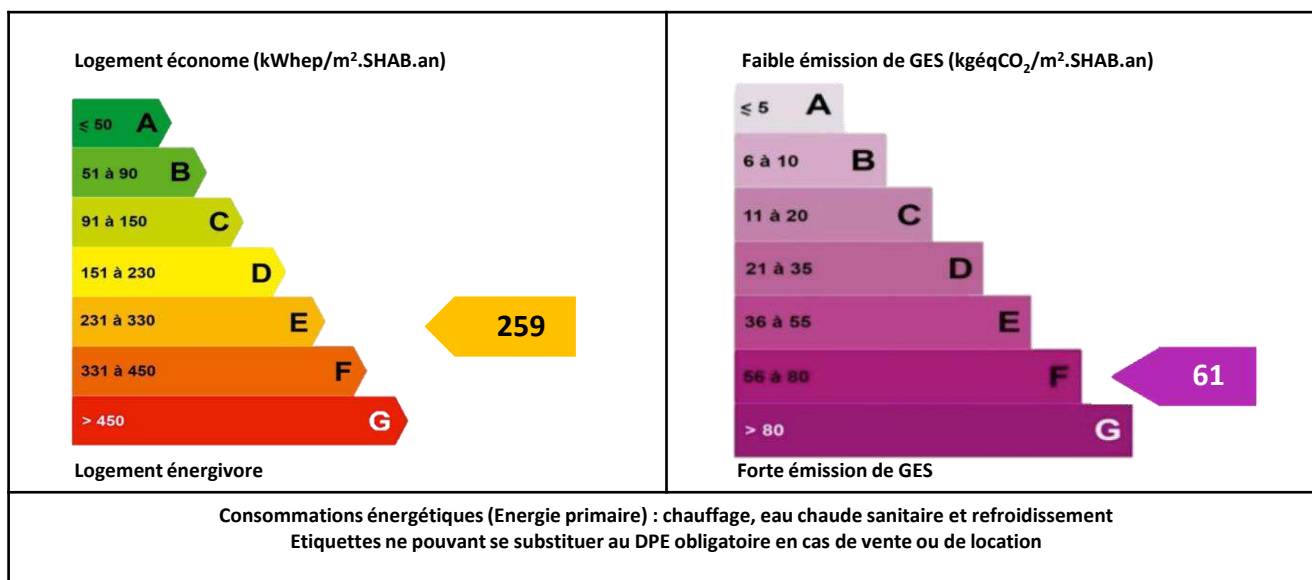 Logement économe (kWhep/m².SHAB.an)
≤ 50 A
51 à 90 B
91 à 150 C
151 à 230 D
231 à 330 E
331 à 450 F
> 450 G
259
Logement énergivore
Faible émission de GES (kgéqCO₂/m².SHAB.an)
≤ 5 A
6 à 10 B
11 à 20 C
21 à 35 D
36 à 55 E
56 à 80 F
> 80 G
61
Forte émission de GES
Consommations énergétiques (Energie primaire) : chauffage, eau chaude sanitaire et refroidissement
Etiquettes ne pouvant se substituer au DPE obligatoire en cas de vente ou de location